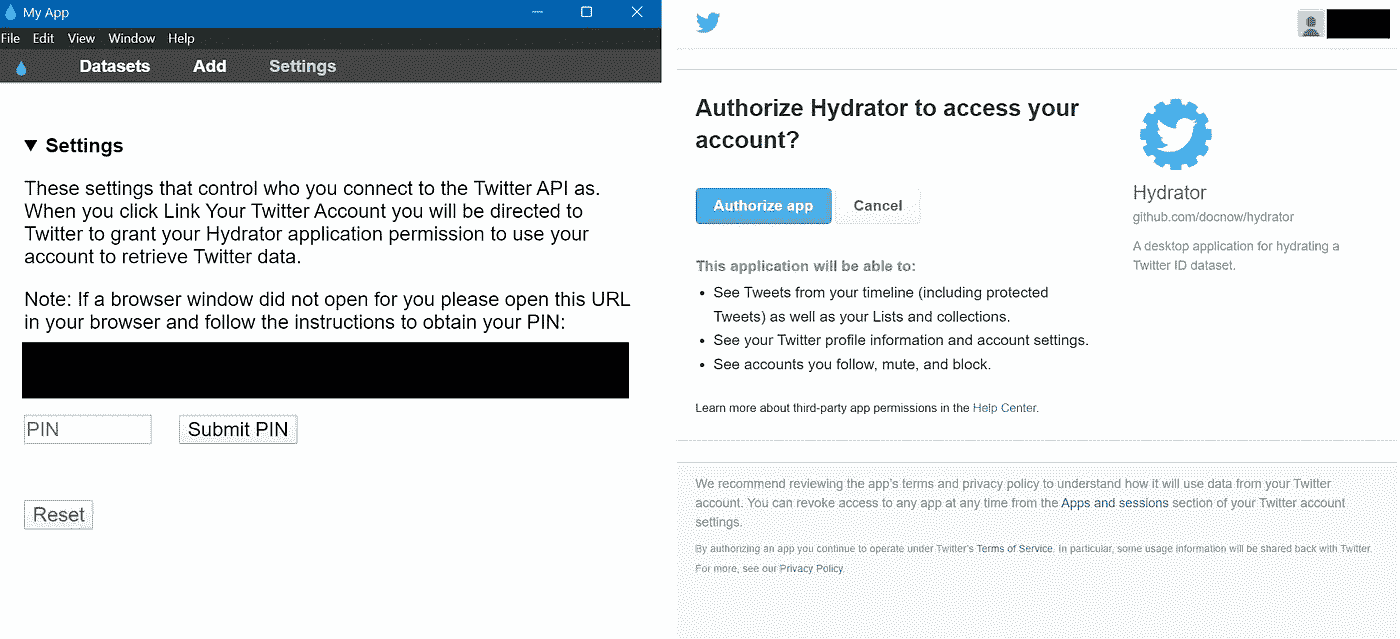 My App
File Edit View Window Help
Datasets Add Settings
▼ Settings
These settings that control who you connect to the Twitter API as.
When you click Link Your Twitter Account you will be directed to
Twitter to grant your Hydrator application permission to use your
account to retrieve Twitter data.
Note: If a browser window did not open for you please open this URL
in your browser and follow the instructions to obtain your PIN:
PIN Submit PIN
Reset
Authorize Hydrator to access your
account?
Authorize app Cancel
This application will be able to:
• See Tweets from your timeline (including protected
Tweets) as well as your Lists and collections.
• See your Twitter profile information and account settings.
• See accounts you follow, mute, and block.
Learn more about third-party app permissions in the Help Center.
Hydrator
github.com/docnow/hydrator
A desktop application for hydrating a
Twitter ID dataset.
We recommend reviewing the app's terms and privacy policy to understand how it will use data from your Twitter
account. You can revoke access to any app at any time from the Apps and sessions section of your Twitter account
settings.
By authorizing an app you continue to operate under Twitter's Terms of Service. In particular, some usage information will be shared back with Twitter.
For more, see our Privacy Policy.